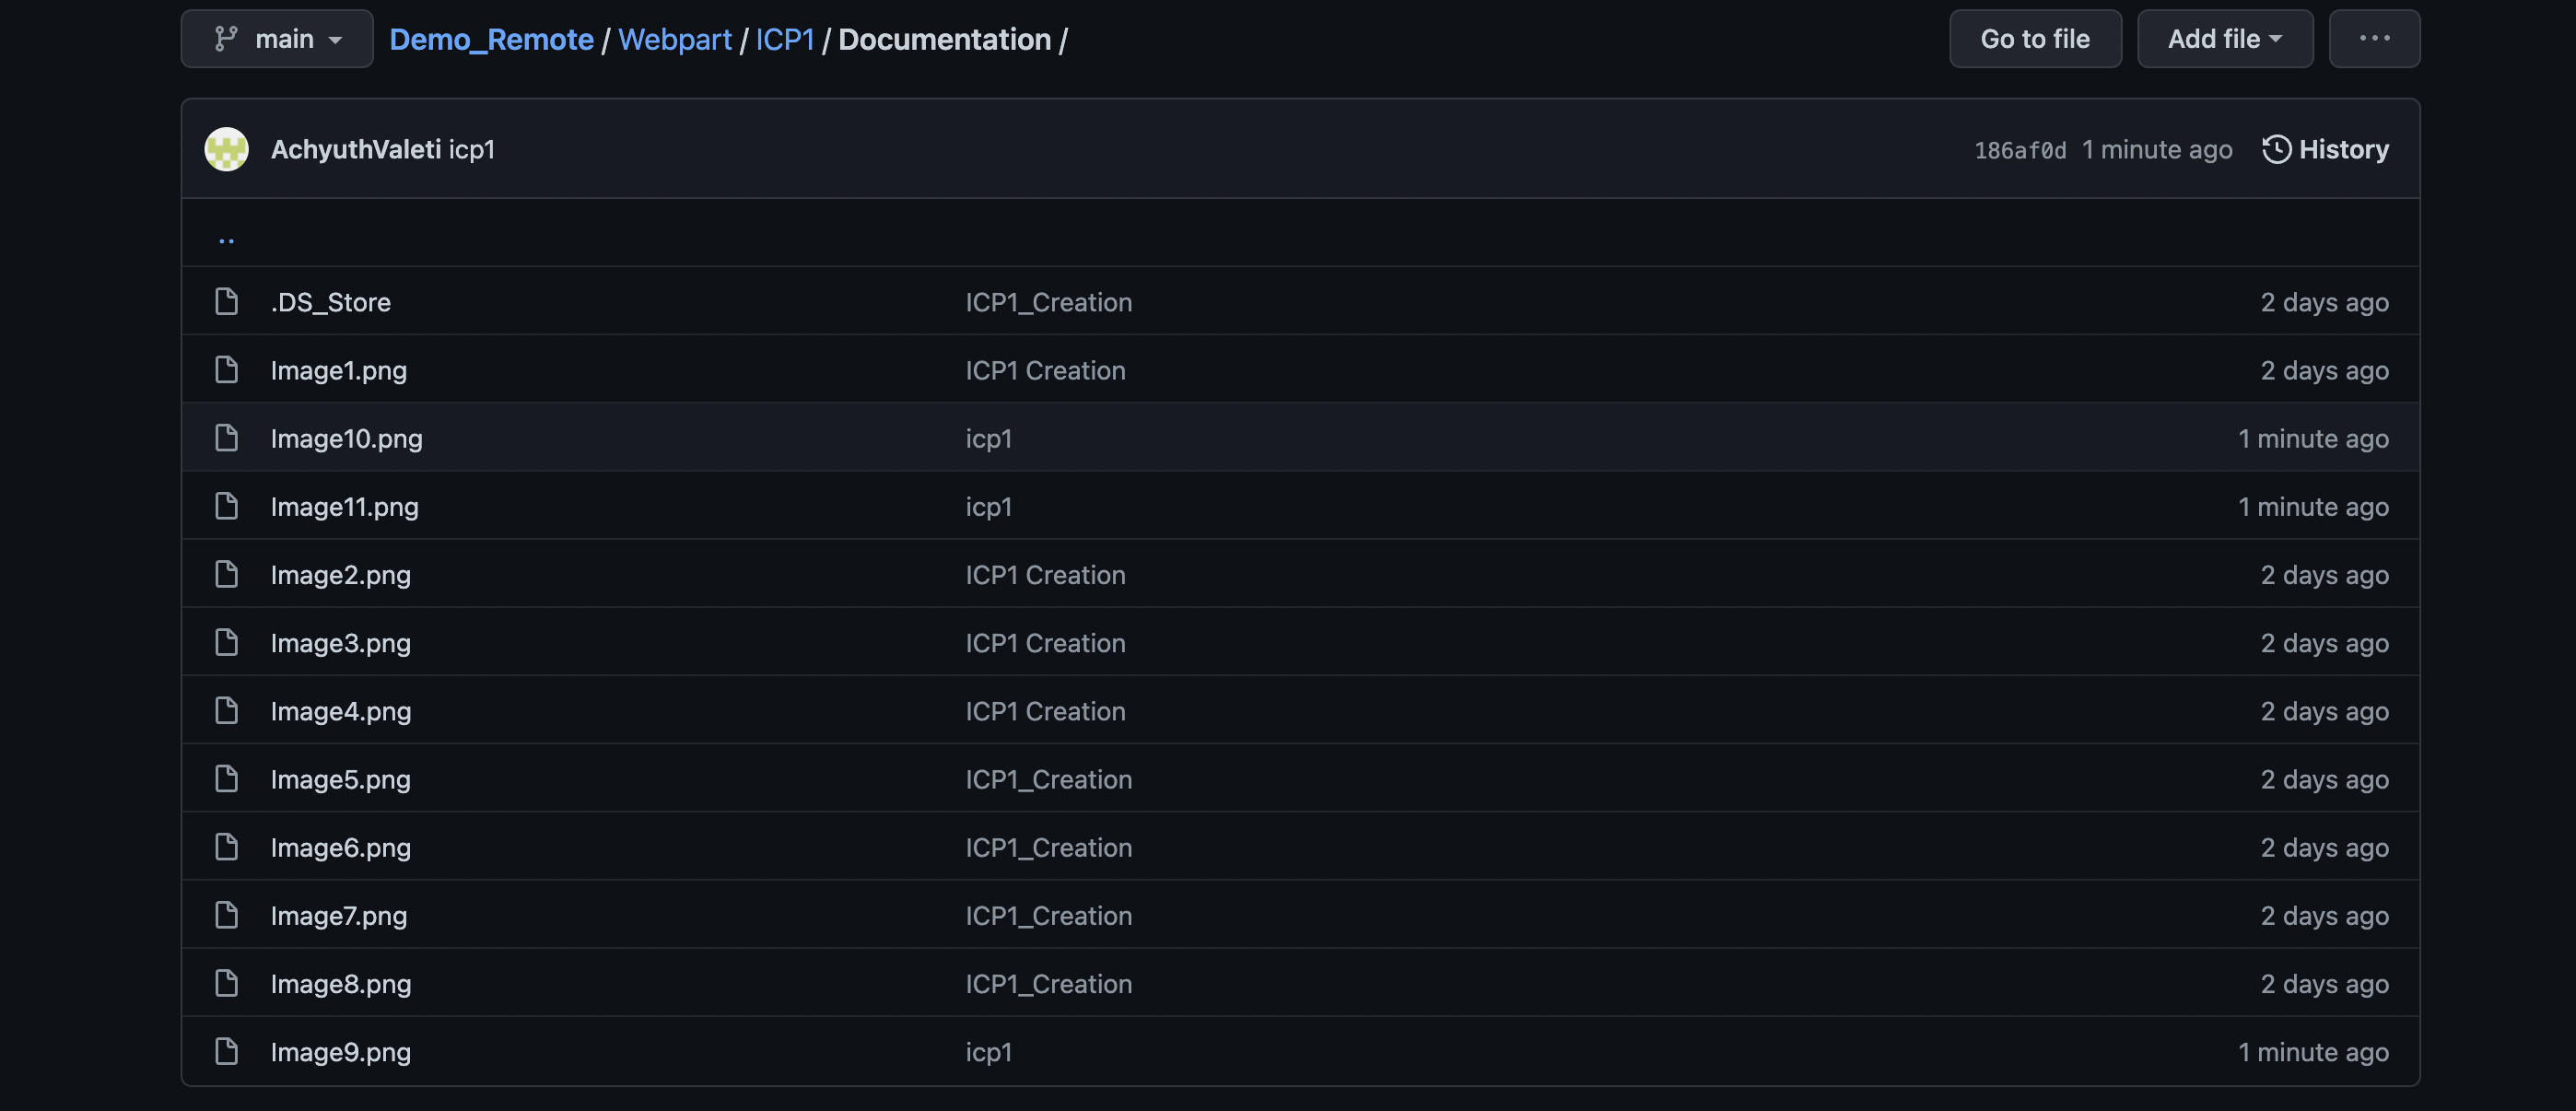 main Demo_Remote / Webpart / ICP1 / Documentation / Go to file Add file ...
AchyuthValeti icp1 186af0d 1 minute ago History
..
.DS_Store ICP1_Creation 2 days ago
Image1.png ICP1 Creation 2 days ago
Image10.png icp1 1 minute ago
Image11.png icp1 1 minute ago
Image2.png ICP1 Creation 2 days ago
Image3.png ICP1 Creation 2 days ago
Image4.png ICP1 Creation 2 days ago
Image5.png ICP1_Creation 2 days ago
Image6.png ICP1_Creation 2 days ago
Image7.png ICP1_Creation 2 days ago
Image8.png ICP1_Creation 2 days ago
Image9.png icp1 1 minute ago